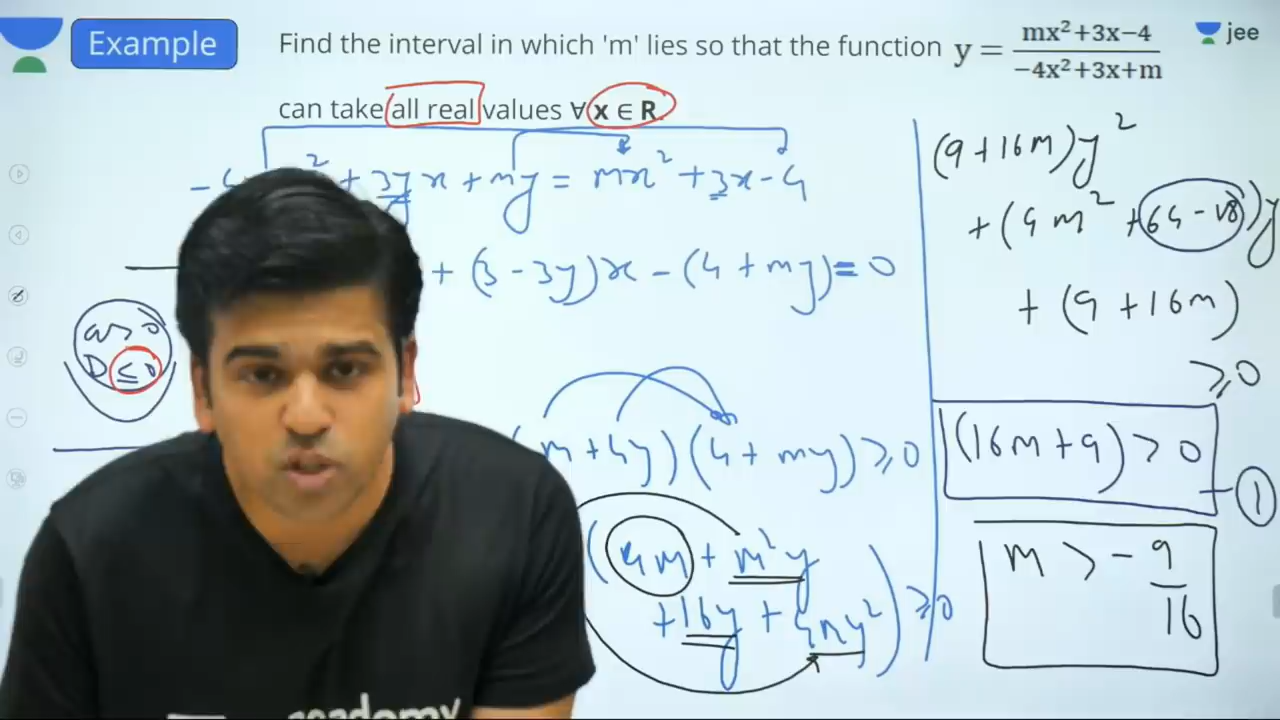 Example
Find the interval in which 'm' lies so that the function y = mx²+3x−4 / −4x²+3x+m
jee
can take all real values ∀ x ∈ R.
² + 3yx + my = mx² + 3x - 4
+ (3 - 3y)x - (4 + my) = 0
a > 0
D ≤ 0
m + 4y)(4 + my) ≥ 0
(4m + m²y
+ 16y + 4my²) ≥ 0
(9 + 16m)y²
+ (4m² + 64 - 18)y
+ (9 + 16m)
≥ 0
(16m + 9) > 0
- 1
m > - 9/16
academy